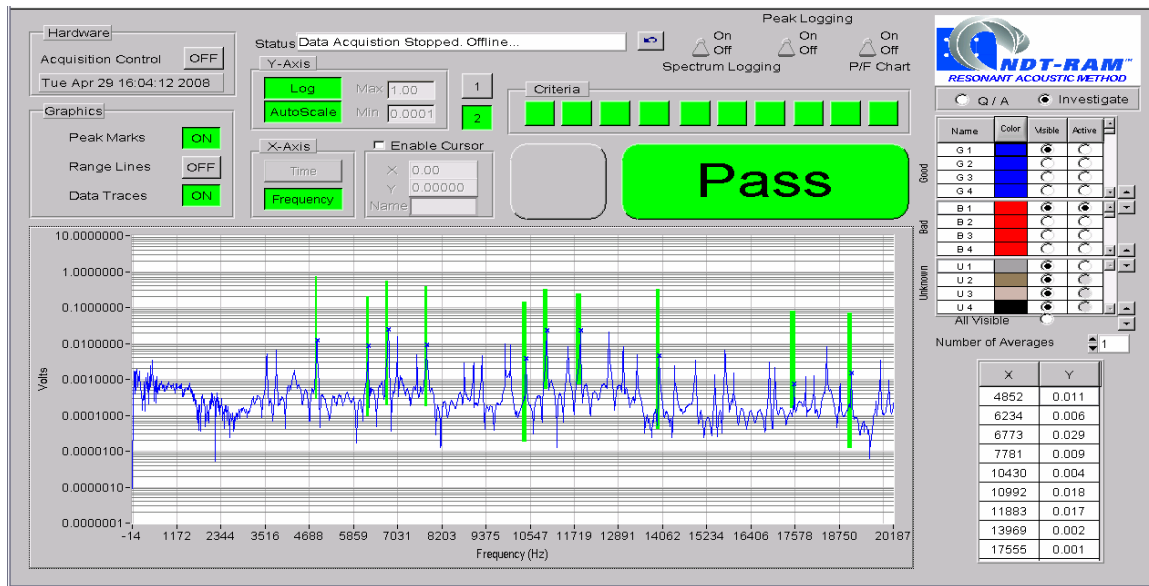 Hardware
Acquisition Control OFF
Tue Apr 29 16:04:12 2008
Graphics
Peak Marks ON
Range Lines OFF
Data Traces ON
Status Data Acquistion Stopped. Offline...
Y-Axis
Log Max 1.00
AutoScale Min 0.0001
1
2
X-Axis
Time
Frequency
Enable Cursor
X 0.00
Y 0.00000
Name
Peak Logging
On On On
Off Off Off
Spectrum Logging P/F Chart
Criteria
Pass
NDT-RAM™
RESONANT ACOUSTIC METHOD
Q / A Investigate
Name Color Visible Active
Good
G 1
G 2
G 3
G 4
Bad
B 1
B 2
B 3
B 4
Unknown
U 1
U 2
U 3
U 4
All Visible
Number of Averages 1
X Y
4852 0.011
6234 0.006
6773 0.029
7781 0.009
10430 0.004
10992 0.018
11883 0.017
13969 0.002
17555 0.001
Volts
10.0000000
1.0000000
0.1000000
0.0100000
0.0010000
0.0001000
0.0000100
0.0000010
0.0000001
-14 1172 2344 3516 4688 5859 7031 8203 9375 10547 11719 12891 14062 15234 16406 17578 18750 20187
Frequency (Hz)